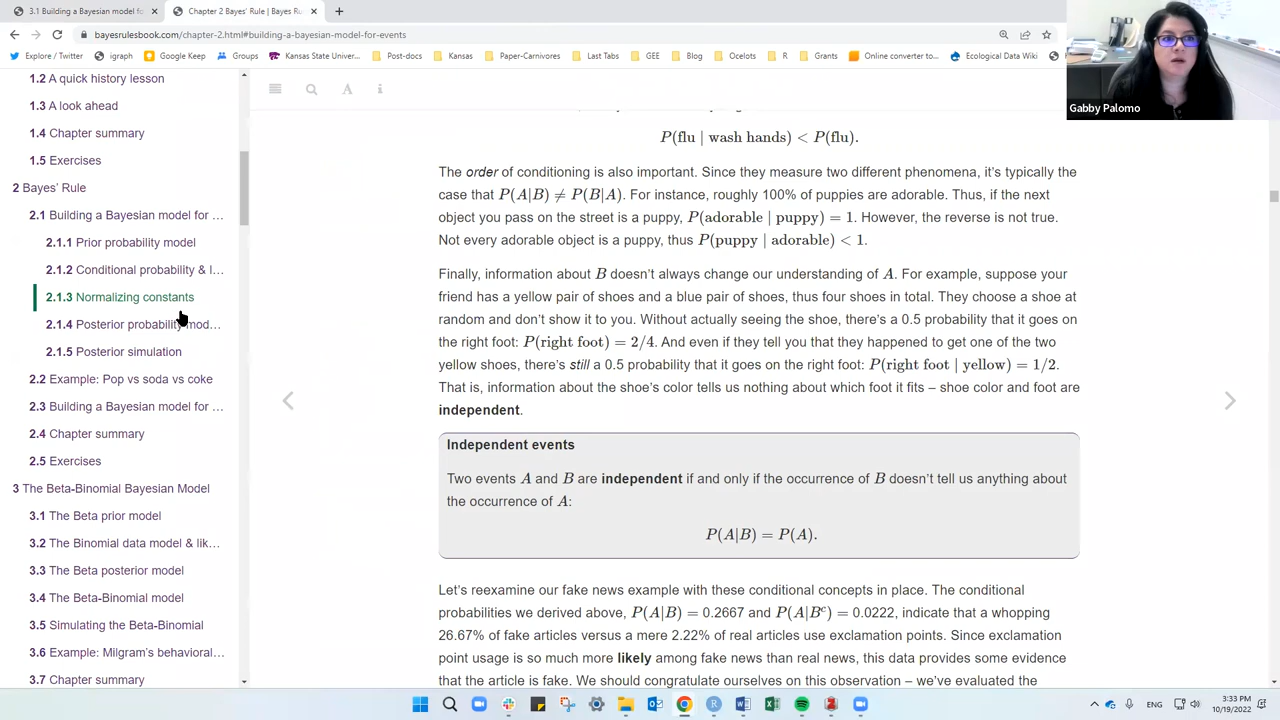 3.1 Building a Bayesian model fo
Chapter 2 Bayes' Rule | Bayes Ru
bayesrulesbook.com/chapter-2.html#building-a-bayesian-model-for-events
Explore / Twitter
igraph
Google Keep
Grouping
Kansas State Univer...
Post-docs
Kansas
Paper-Carnivores
Last Tabs
GEE
Blog
Ocelots
R
Grants
Online converter to...
Ecological Data Wiki
Gabby Palomo
1.2 A quick history lesson
1.3 A look ahead
1.4 Chapter summary
1.5 Exercises
2 Bayes' Rule
2.1 Building a Bayesian model for ...
2.1.1 Prior probability model
2.1.2 Conditional probability & l...
2.1.3 Normalizing constants
2.1.4 Posterior probability mod...
2.1.5 Posterior simulation
2.2 Example: Pop vs soda vs coke
2.3 Building a Bayesian model for ...
2.4 Chapter summary
2.5 Exercises
3 The Beta-Binomial Bayesian Model
3.1 The Beta prior model
3.2 The Binomial data model & lik...
3.3 The Beta posterior model
3.4 The Beta-Binomial model
3.5 Simulating the Beta-Binomial
3.6 Example: Milgram's behavioral...
3.7 Chapter summary
P(flu | wash hands) < P(flu).
The order of conditioning is also important. Since they measure two different phenomena, it's typically the
case that P(A|B) ≠ P(B|A). For instance, roughly 100% of puppies are adorable. Thus, if the next
object you pass on the street is a puppy, P(adorable | puppy) = 1. However, the reverse is not true.
Not every adorable object is a puppy, thus P(puppy | adorable) < 1.
Finally, information about B doesn't always change our understanding of A. For example, suppose your
friend has a yellow pair of shoes and a blue pair of shoes, thus four shoes in total. They choose a shoe at
random and don't show it to you. Without actually seeing the shoe, there's a 0.5 probability that it goes on
the right foot: P(right foot) = 2/4. And even if they tell you that they happened to get one of the two
yellow shoes, there's still a 0.5 probability that it goes on the right foot: P(right foot | yellow) = 1/2.
That is, information about the shoe's color tells us nothing about which foot it fits – shoe color and foot are
independent.
Independent events
Two events A and B are independent if and only if the occurrence of B doesn't tell us anything about
the occurrence of A:
P(A|B) = P(A).
Let's reexamine our fake news example with these conditional concepts in place. The conditional
probabilities we derived above, P(A|B) = 0.2667 and P(A|Bᶜ) = 0.0222, indicate that a whopping
26.67% of fake articles versus a mere 2.22% of real articles use exclamation points. Since exclamation
point usage is so much more likely among fake news than real news, this data provides some evidence
that the article is fake. We should congratulate ourselves on this observation – we've evaluated the
ENG
3:33 PM
10/19/2022